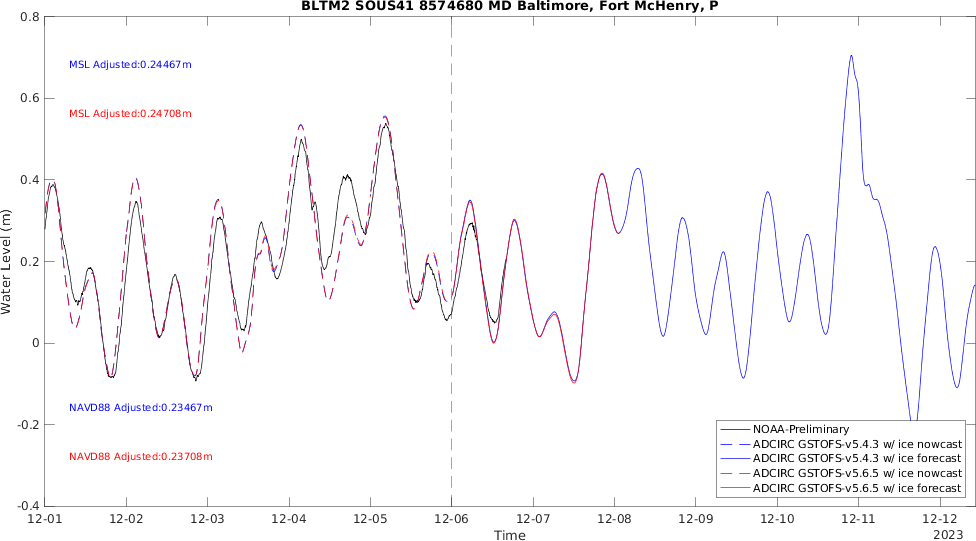 BLTM2 SOUS41 8574680 MD Baltimore, Fort McHenry, P
0.8
0.6
0.4
0.2
0
-0.2
-0.4
Water Level (m)
MSL Adjusted:0.24467m
MSL Adjusted:0.24708m
NAVD88 Adjusted:0.23467m
NAVD88 Adjusted:0.23708m
NOAA-Preliminary
ADCIRC GSTOFS-v5.4.3 w/ ice nowcast
ADCIRC GSTOFS-v5.4.3 w/ ice forecast
ADCIRC GSTOFS-v5.6.5 w/ ice nowcast
ADCIRC GSTOFS-v5.6.5 w/ ice forecast
12-01 12-02 12-03 12-04 12-05 12-06 12-07 12-08 12-09 12-10 12-11 12-12
Time
2023